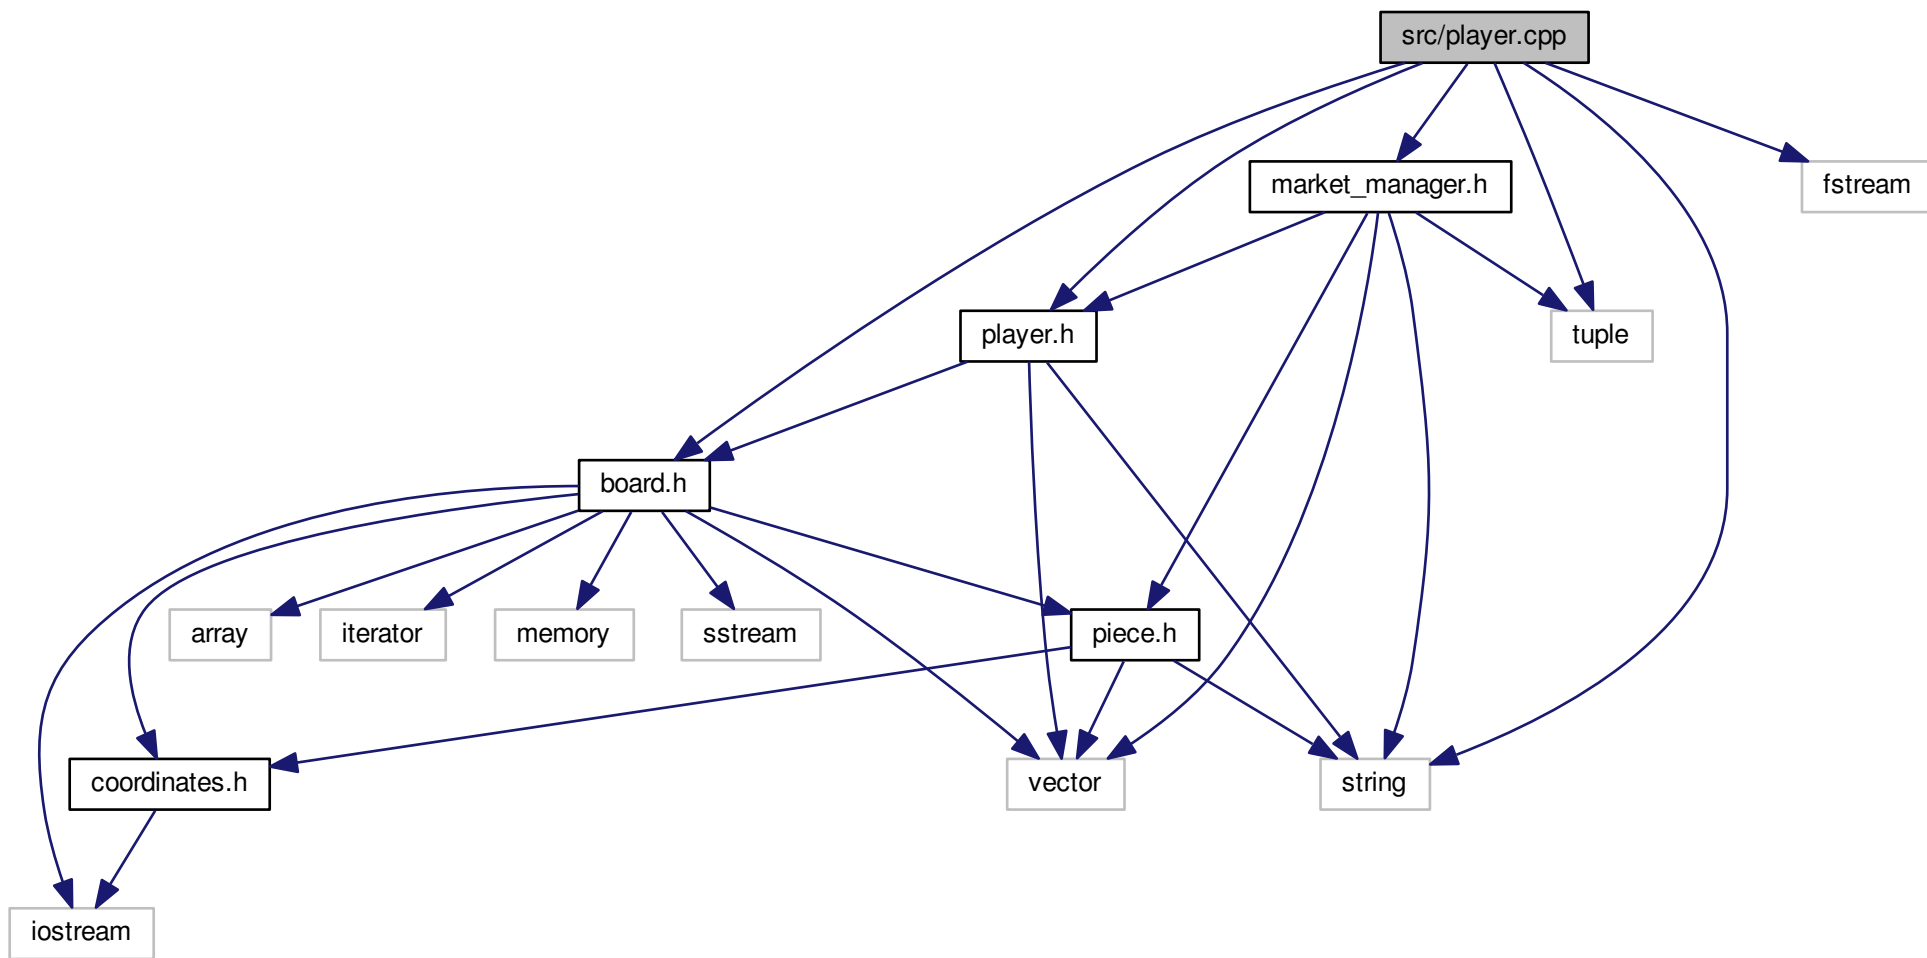 src/player.cpp
market_manager.h
fstream
player.h
tuple
board.h
array
iterator
memory
sstream
piece.h
coordinates.h
vector
string
iostream